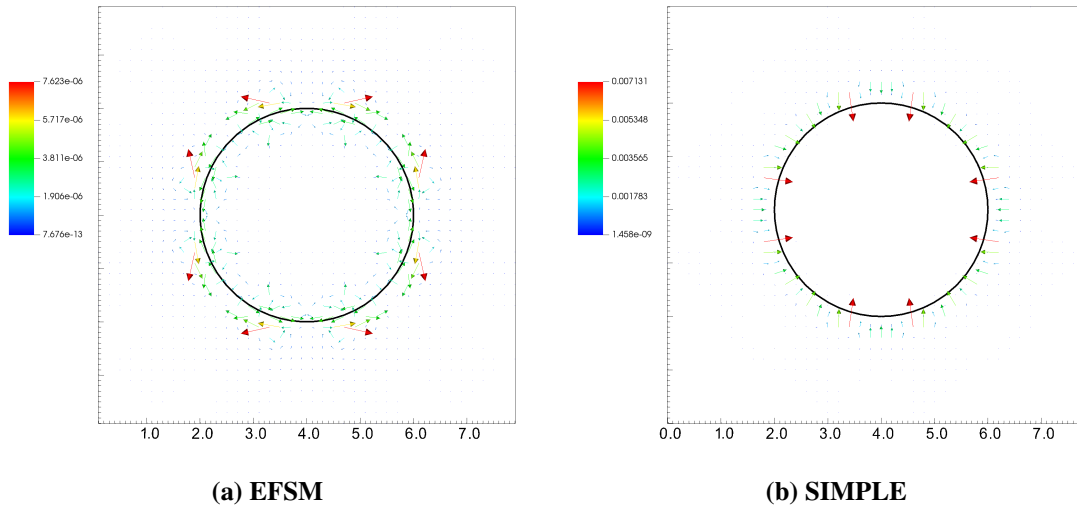 7.623e-06
5.717e-06
3.811e-06
1.906e-06
7.676e-13
1.0 2.0 3.0 4.0 5.0 6.0 7.0
(a) EFSM
0.007131
0.005348
0.003565
0.001783
1.458e-09
0.0 2.0 3.0 4.0 5.0 6.0 7.0
(b) SIMPLE